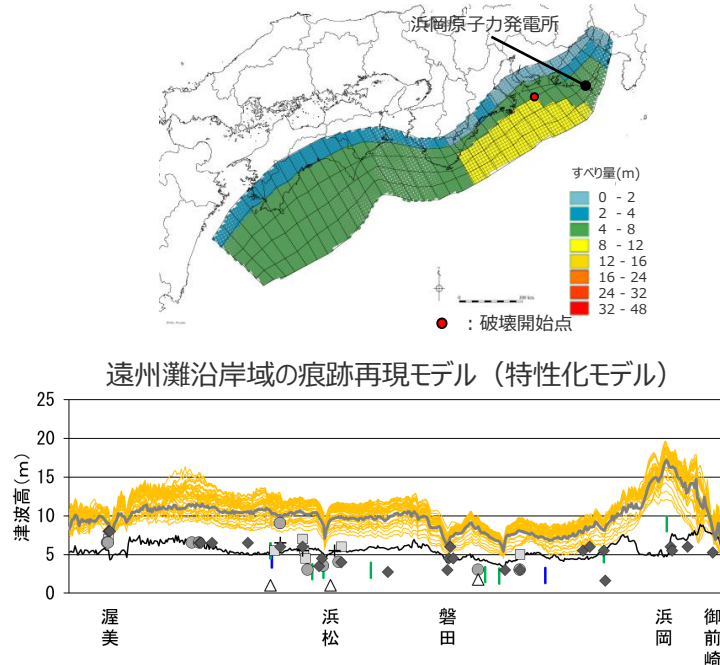 浜岡原子力発電所
すべり量(m)
0 - 2
2 - 4
4 - 8
8 - 12
12 - 16
16 - 24
24 - 32
32 - 48
：破壊開始点
遠州灘沿岸域の痕跡再現モデル（特性化モデル）
津波高(m)
25
20
15
10
5
0
渥美
浜松
磐田
浜岡
御前崎